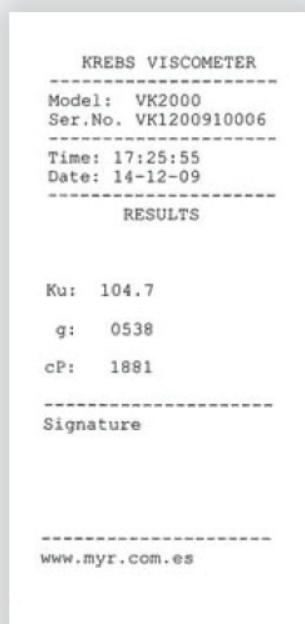 KREBS VISCOMETER
----------------------
Model: VK2000
Ser.No. VK1200910006
----------------------
Time: 17:25:55
Date: 14-12-09
----------------------
RESULTS
Ku: 104.7
g: 0538
cP: 1881
----------------------
Signature
----------------------
www.myr.com.es